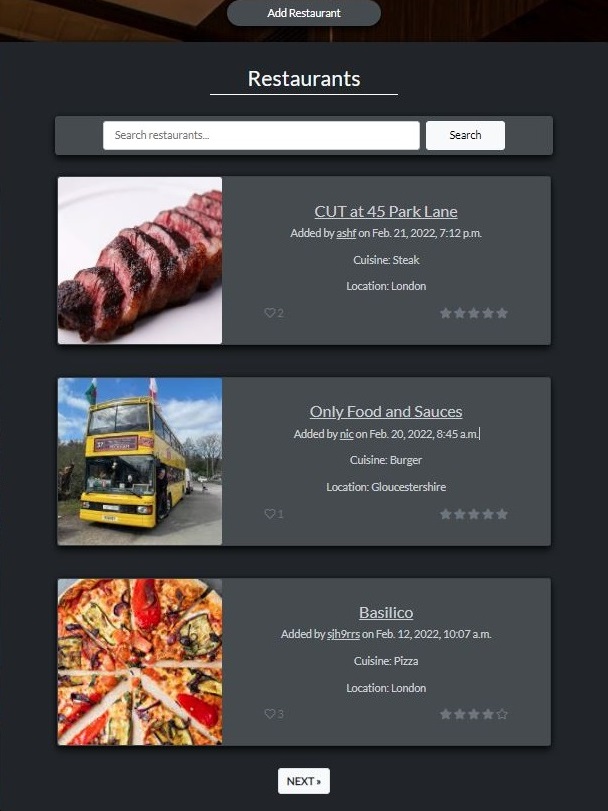 Add Restaurant
Restaurants
Search restaurants...
Search
CUT at 45 Park Lane
Added by ashf on Feb. 21, 2022, 7:12 p.m.
Cuisine: Steak
Location: London
2
Only Food and Sauces
Added by nic on Feb. 20, 2022, 8:45 a.m.
Cuisine: Burger
Location: Gloucestershire
1
Basilico
Added by sjh9rrs on Feb. 12, 2022, 10:07 a.m.
Cuisine: Pizza
Location: London
3
NEXT »